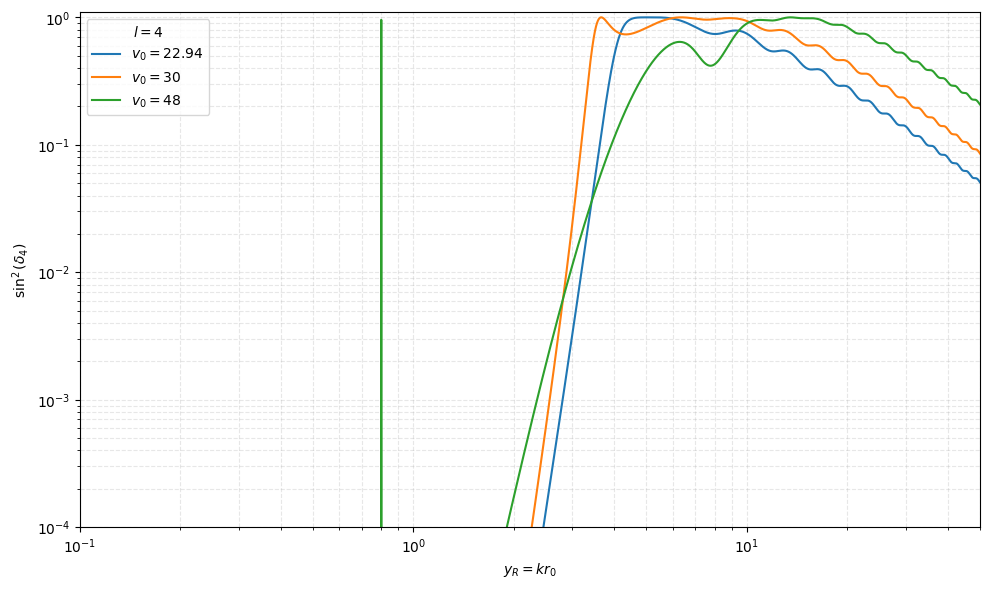 l = 4
v₀ = 22.94
v₀ = 30
v₀ = 48
10⁰
10⁻¹
10⁻²
10⁻³
10⁻⁴
sin²(δ₄)
10⁻¹
10⁰
10¹
y_R = kr₀